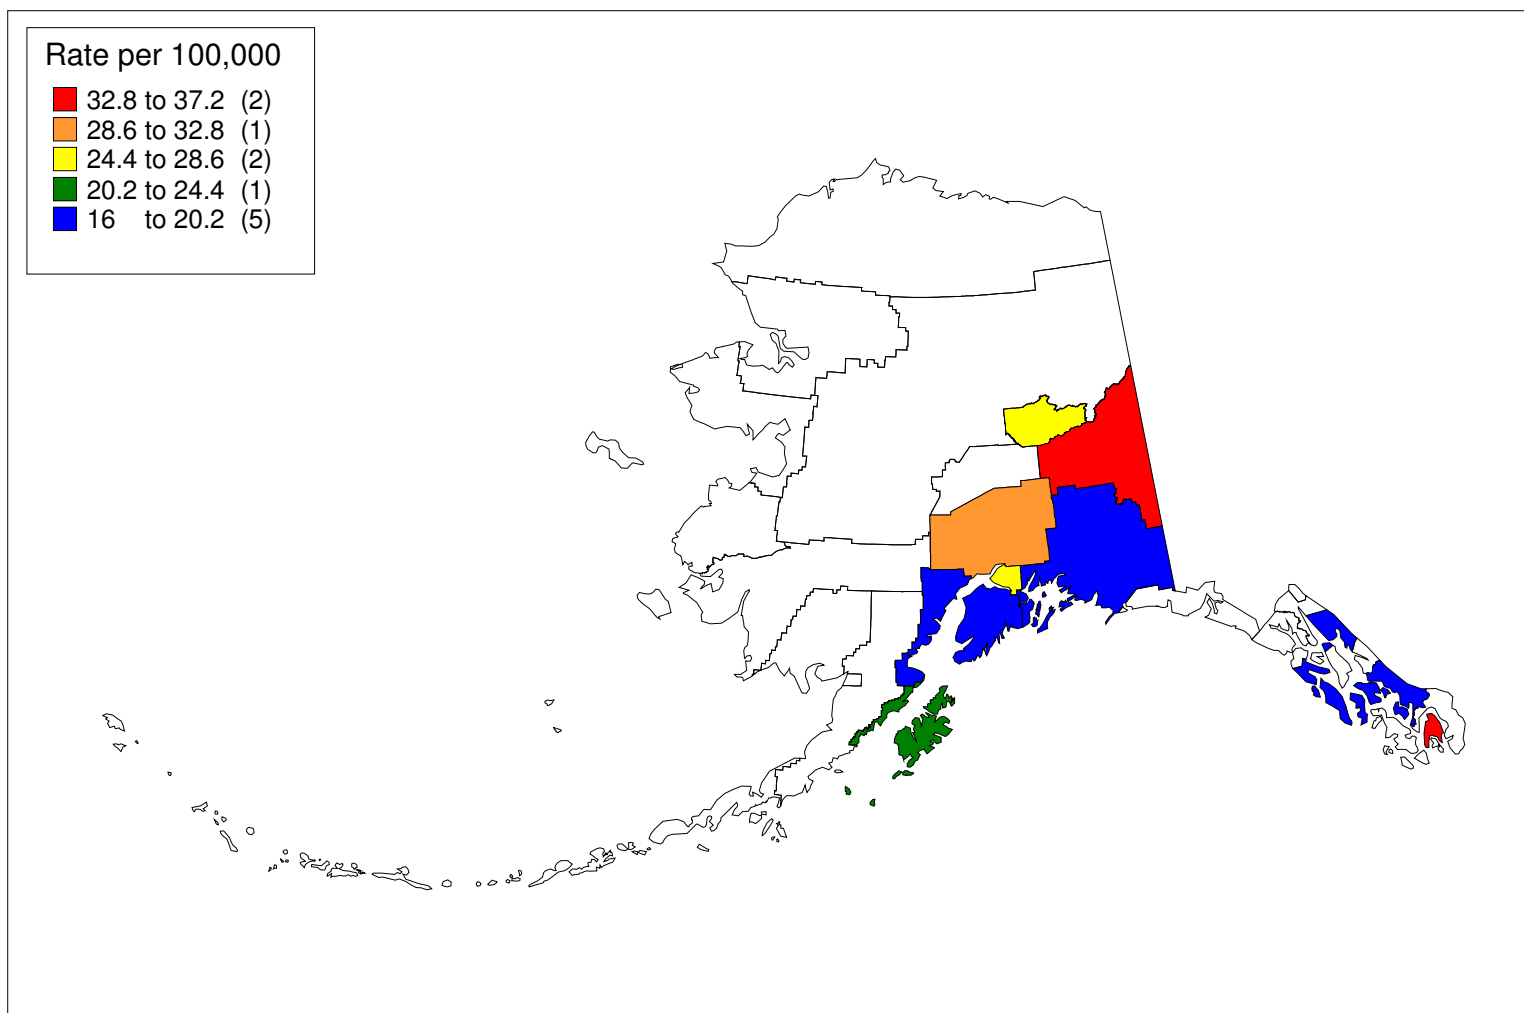 Rate per 100,000
32.8 to 37.2 (2)
28.6 to 32.8 (1)
24.4 to 28.6 (2)
20.2 to 24.4 (1)
16 to 20.2 (5)